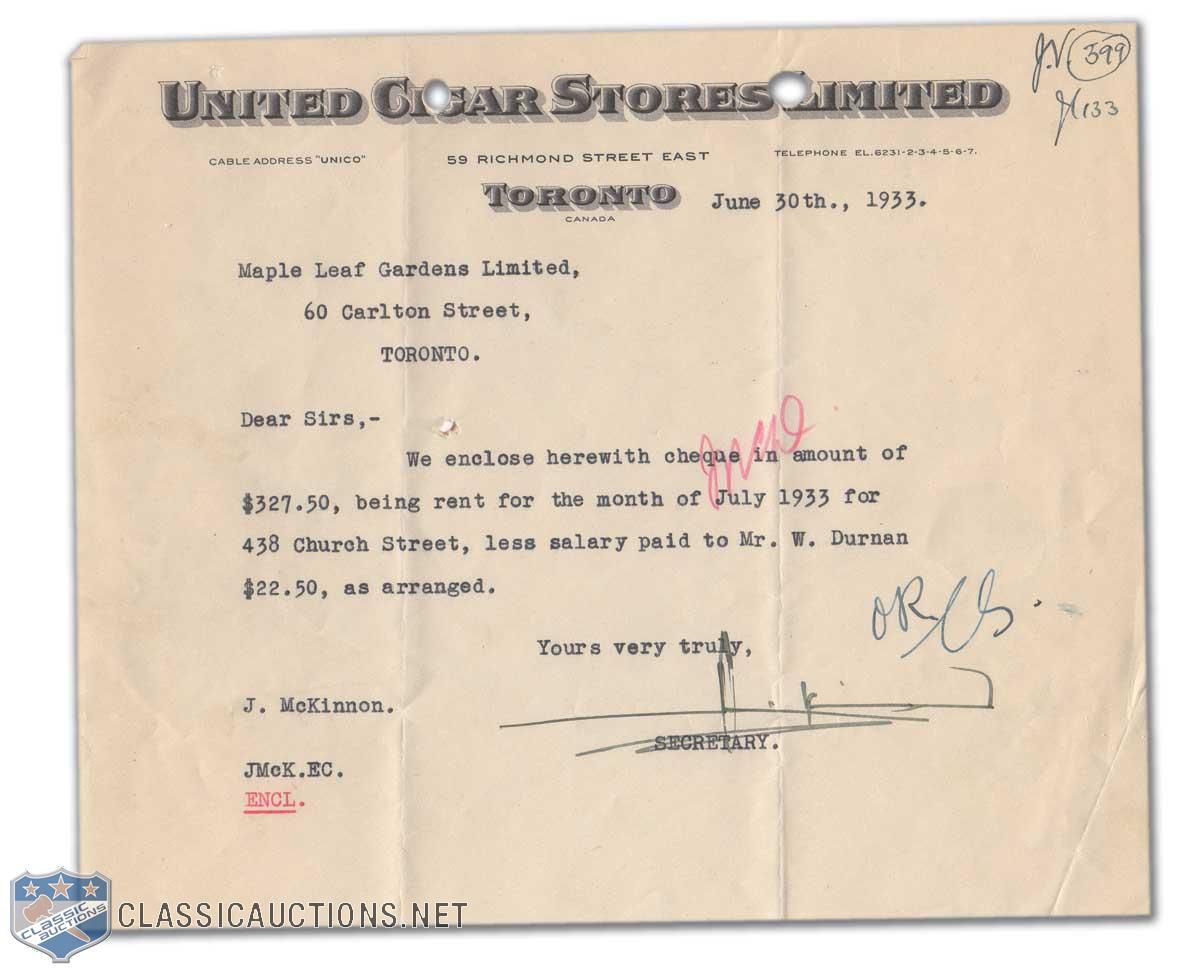 J.V. 399
UNITED CIGAR STORES LIMITED
CABLE ADDRESS "UNICO"
59 RICHMOND STREET EAST
TELEPHONE EL.6231-2-3-4-5-6-7.
TORONTO
CANADA
June 30th., 1933.
Maple Leaf Gardens Limited,
60 Carlton Street,
TORONTO.
Dear Sirs,-
We enclose herewith cheque in amount of
$327.50, being rent for the month of July 1933 for
438 Church Street, less salary paid to Mr. W. Durnan
$22.50, as arranged.
Yours very truly,
J. McKinnon.
SECRETARY.
JMcK.EC.
ENCL.
CLASSIC AUCTIONS
CLASSICAUCTIONS.NET